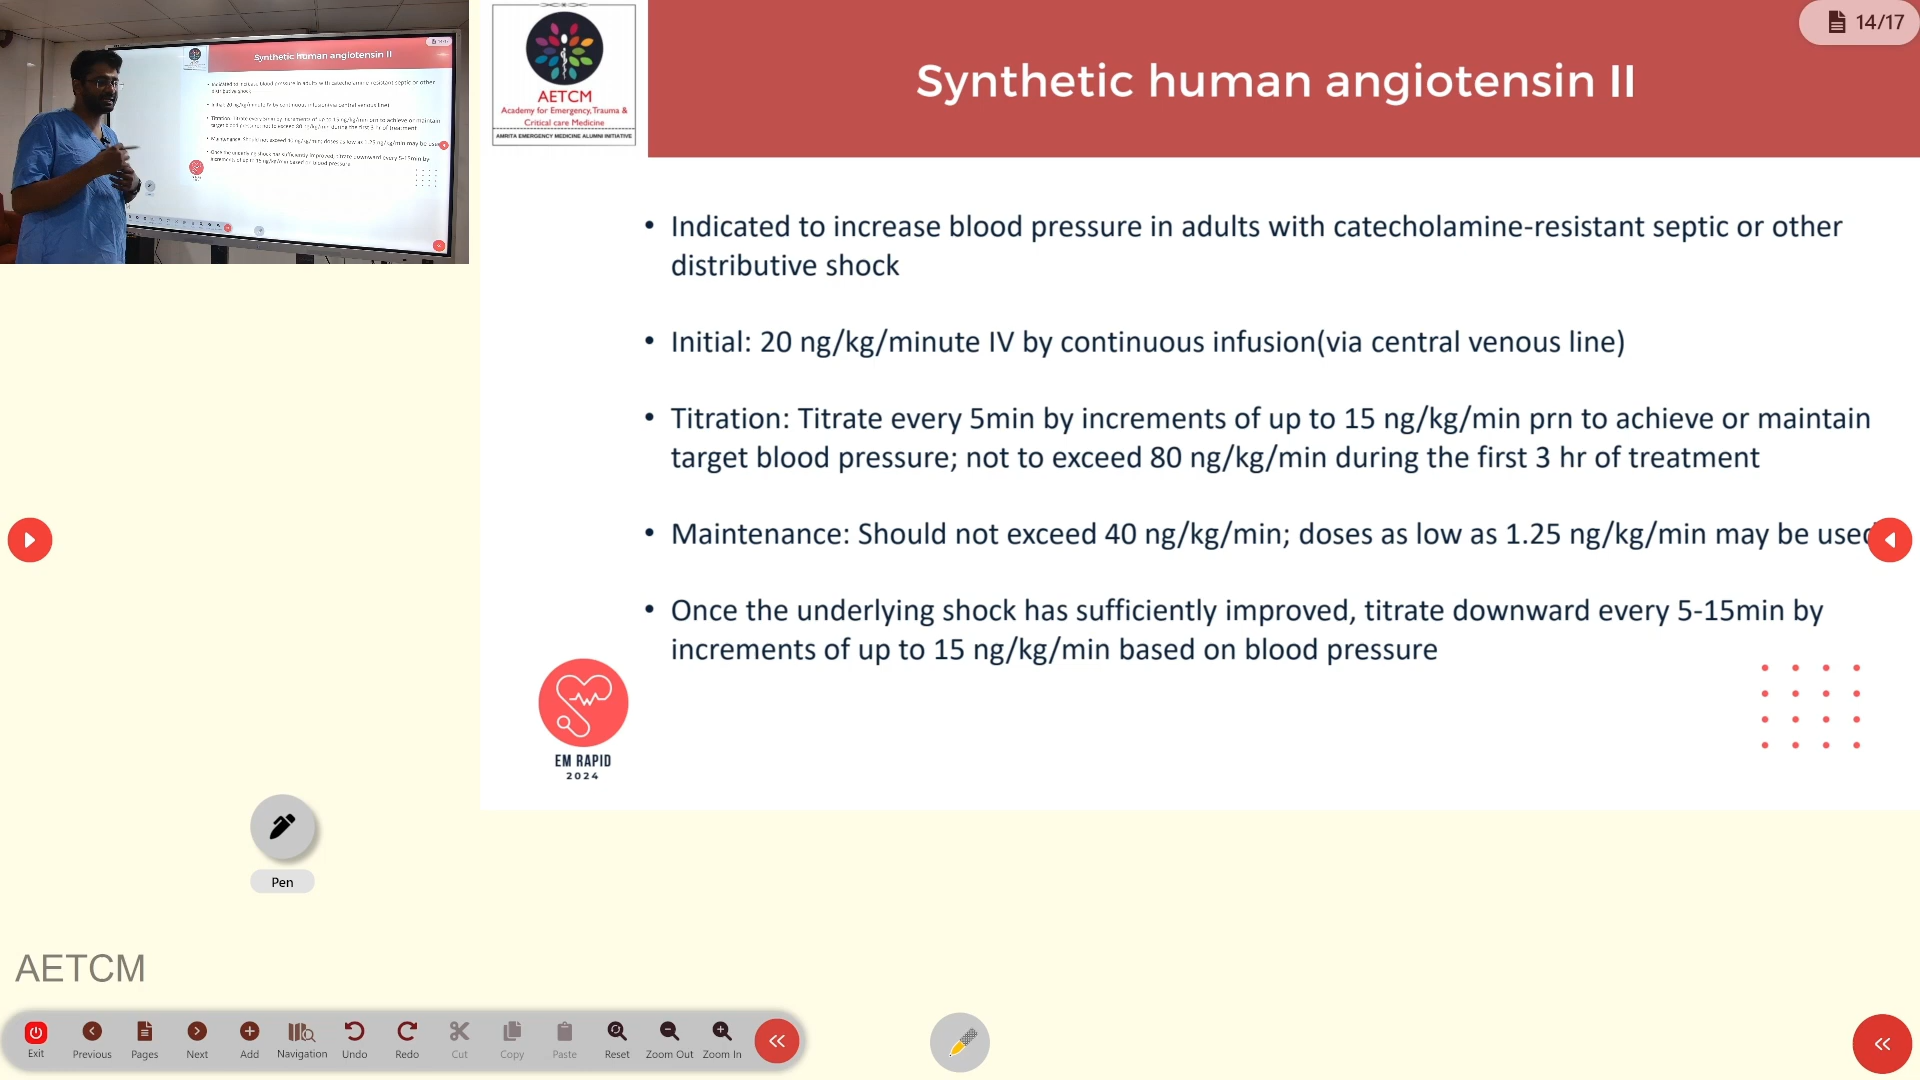 14/17
AETCM
Academy for Emergency, Trauma &
Critical care Medicine
AMRITA EMERGENCY MEDICINE ALUMNI INITIATIVE
Synthetic human angiotensin II
• Indicated to increase blood pressure in adults with catecholamine-resistant septic or other
distributive shock
• Initial: 20 ng/kg/minute IV by continuous infusion(via central venous line)
• Titration: Titrate every 5min by increments of up to 15 ng/kg/min prn to achieve or maintain
target blood pressure; not to exceed 80 ng/kg/min during the first 3 hr of treatment
• Maintenance: Should not exceed 40 ng/kg/min; doses as low as 1.25 ng/kg/min may be used
• Once the underlying shock has sufficiently improved, titrate downward every 5-15min by
increments of up to 15 ng/kg/min based on blood pressure
EM RAPID
2024
Synthetic human angiotensin II
Pen
AETCM
Exit Previous Pages Next Add Navigation Undo Redo Cut Copy Paste Reset Zoom Out Zoom In